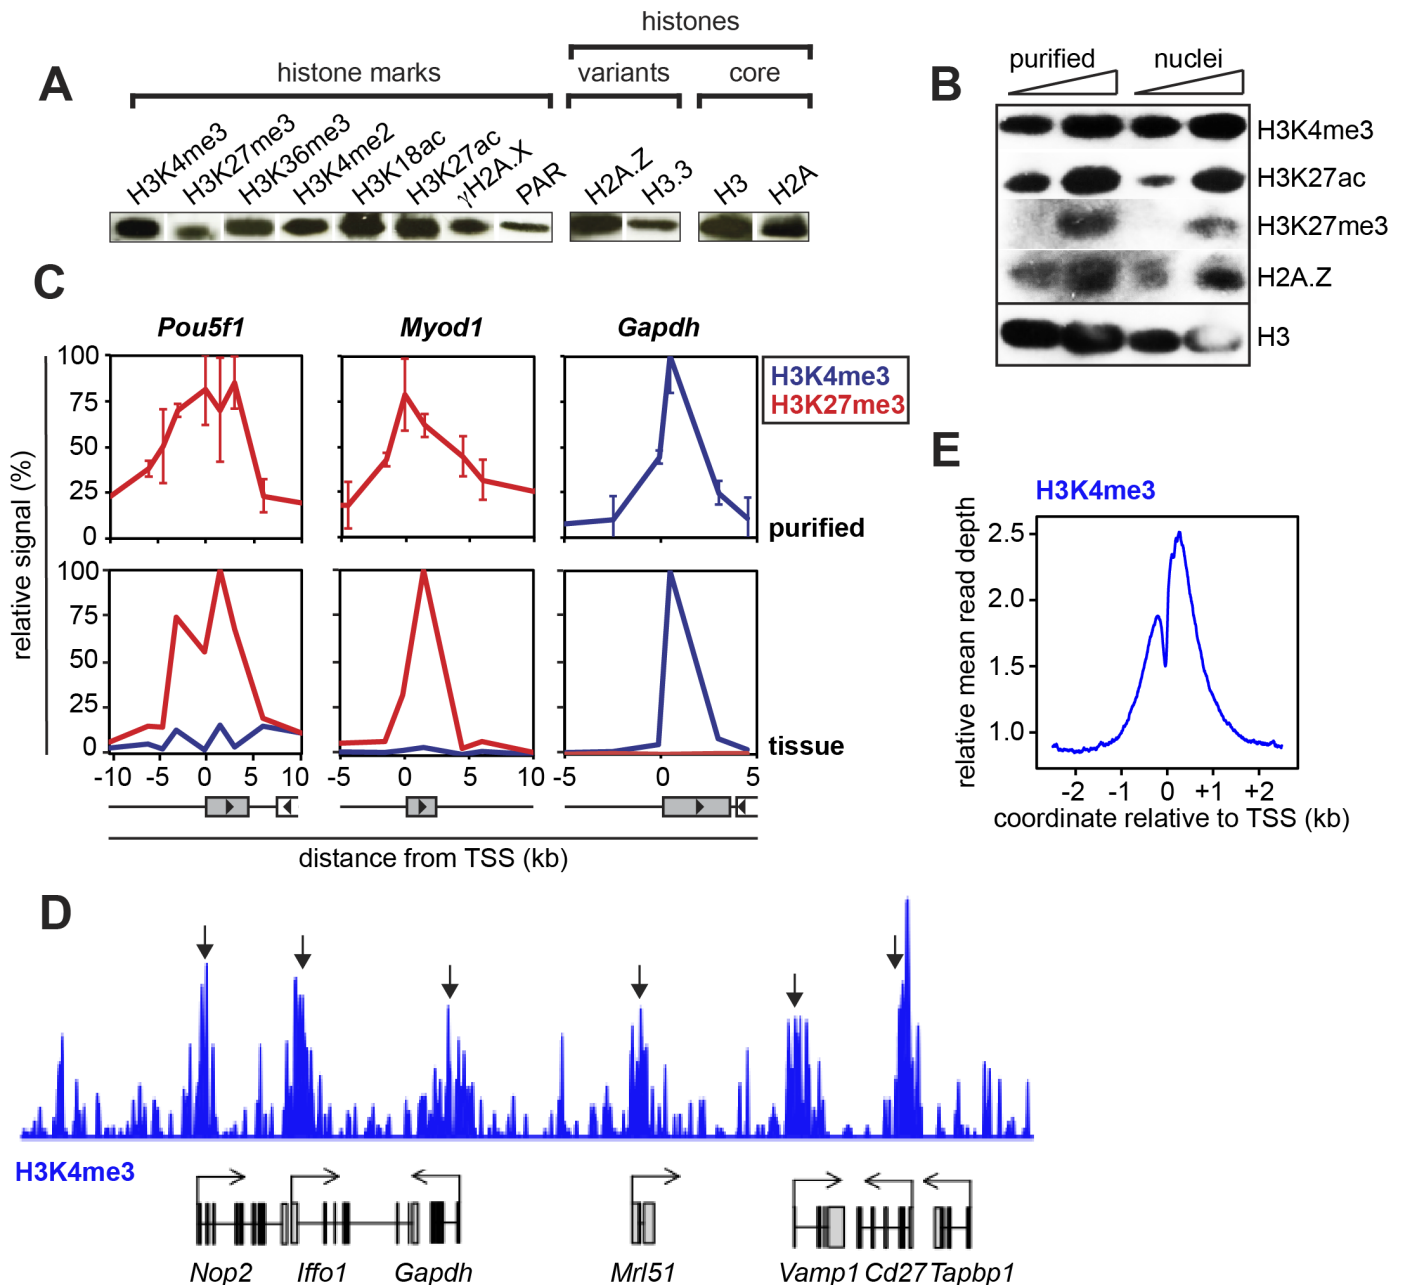 A
histones
histone marks
variants
core
H3K4me3
H3K27me3
H3K36me3
H3K4me2
H3K18ac
H3K27ac
γH2A.X
PAR
H2A.Z
H3.3
H3
H2A
B
purified
nuclei
H3K4me3
H3K27ac
H3K27me3
H2A.Z
H3
C
Pou5f1
Myod1
Gapdh
H3K4me3
H3K27me3
relative signal (%)
100
75
50
25
0
purified
100
75
50
25
0
tissue
-10 -5 0 5 10
-5 0 5 10
-5 0 5
distance from TSS (kb)
E
H3K4me3
relative mean read depth
2.5
2.0
1.5
1.0
-2 -1 0 +1 +2
coordinate relative to TSS (kb)
D
H3K4me3
Nop2 Iffo1 Gapdh Mrl51 Vamp1 Cd27 Tapbp1